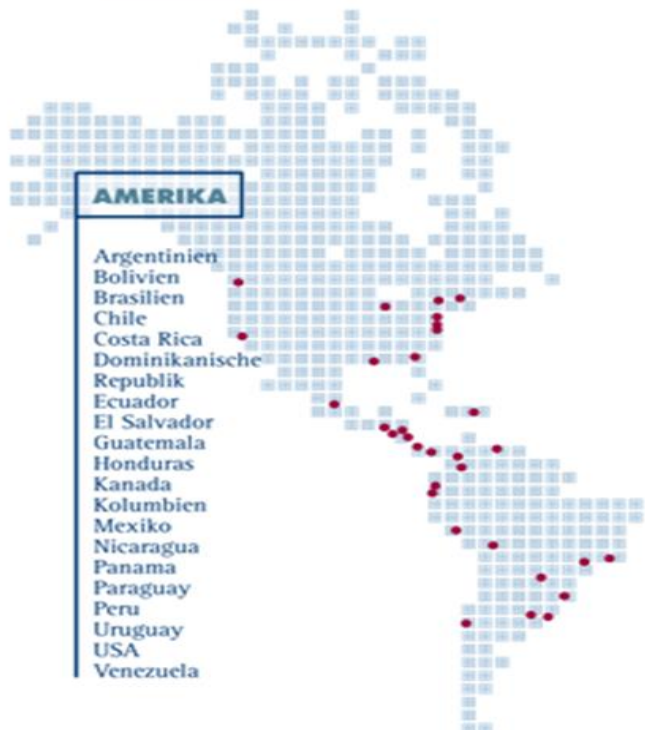 AMERIKA
Argentinien
Bolivien
Brasilien
Chile
Costa Rica
Dominikanische
Republik
Ecuador
El Salvador
Guatemala
Honduras
Kanada
Kolumbien
Mexiko
Nicaragua
Panama
Paraguay
Peru
Uruguay
USA
Venezuela